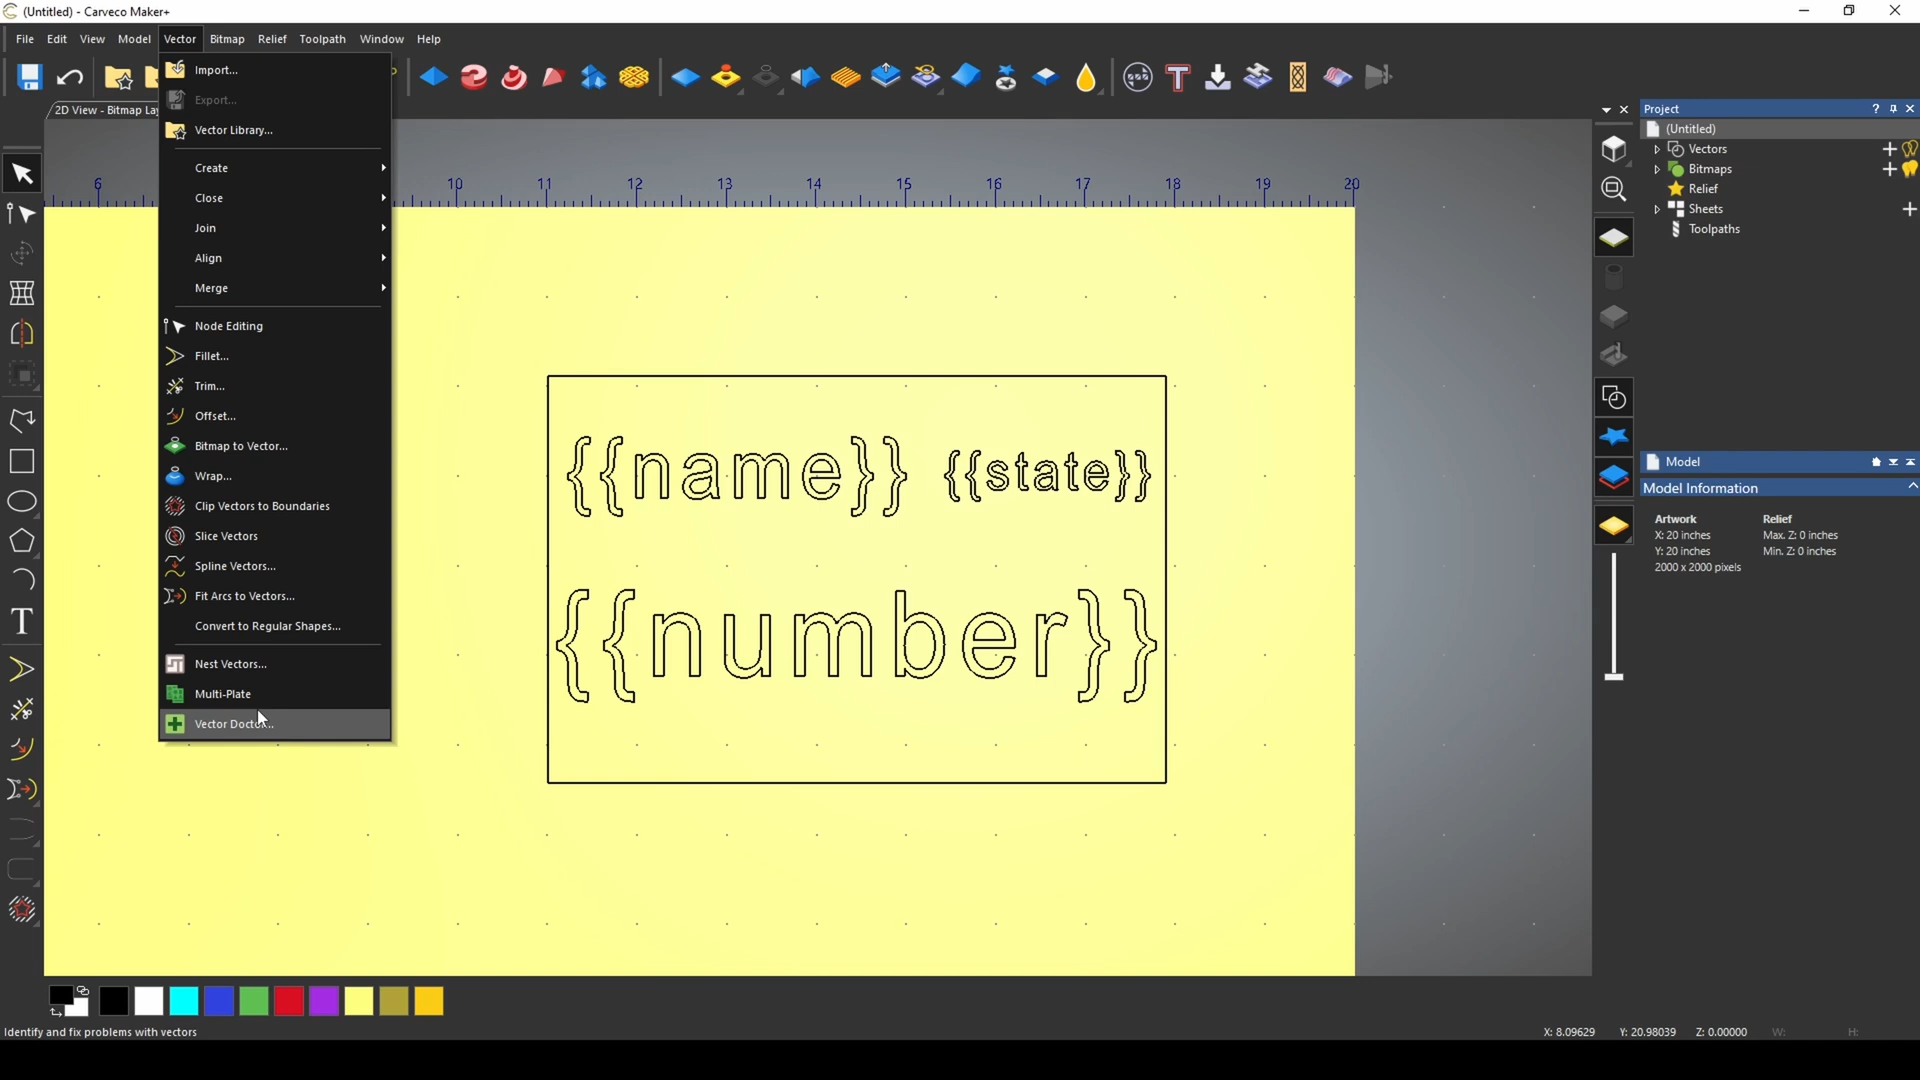 (Untitled) - Carveco Maker+
File Edit View Model Vector Bitmap Relief Toolpath Window Help
2D View - Bitmap Lay
Import...
Export...
Vector Library...
Create
Close
Join
Align
Merge
Node Editing
Fillet...
Trim...
Offset...
Bitmap to Vector...
Wrap...
Clip Vectors to Boundaries
Slice Vectors
Spline Vectors...
Fit Arcs to Vectors...
Convert to Regular Shapes...
Nest Vectors...
Multi-Plate
Vector Doctor...
6 10 11 12 13 14 15 16 17 18 19 20
{{name}} {{state}}
{{number}}
Project
(Untitled)
Vectors
Bitmaps
Relief
Sheets
Toolpaths
Model
Model Information
Artwork Relief
X: 20 inches Max. Z: 0 inches
Y: 20 inches Min. Z: 0 inches
2000 x 2000 pixels
Identify and fix problems with vectors
X: 8.09629 Y: 20.98039 Z: 0.00000 W: H: